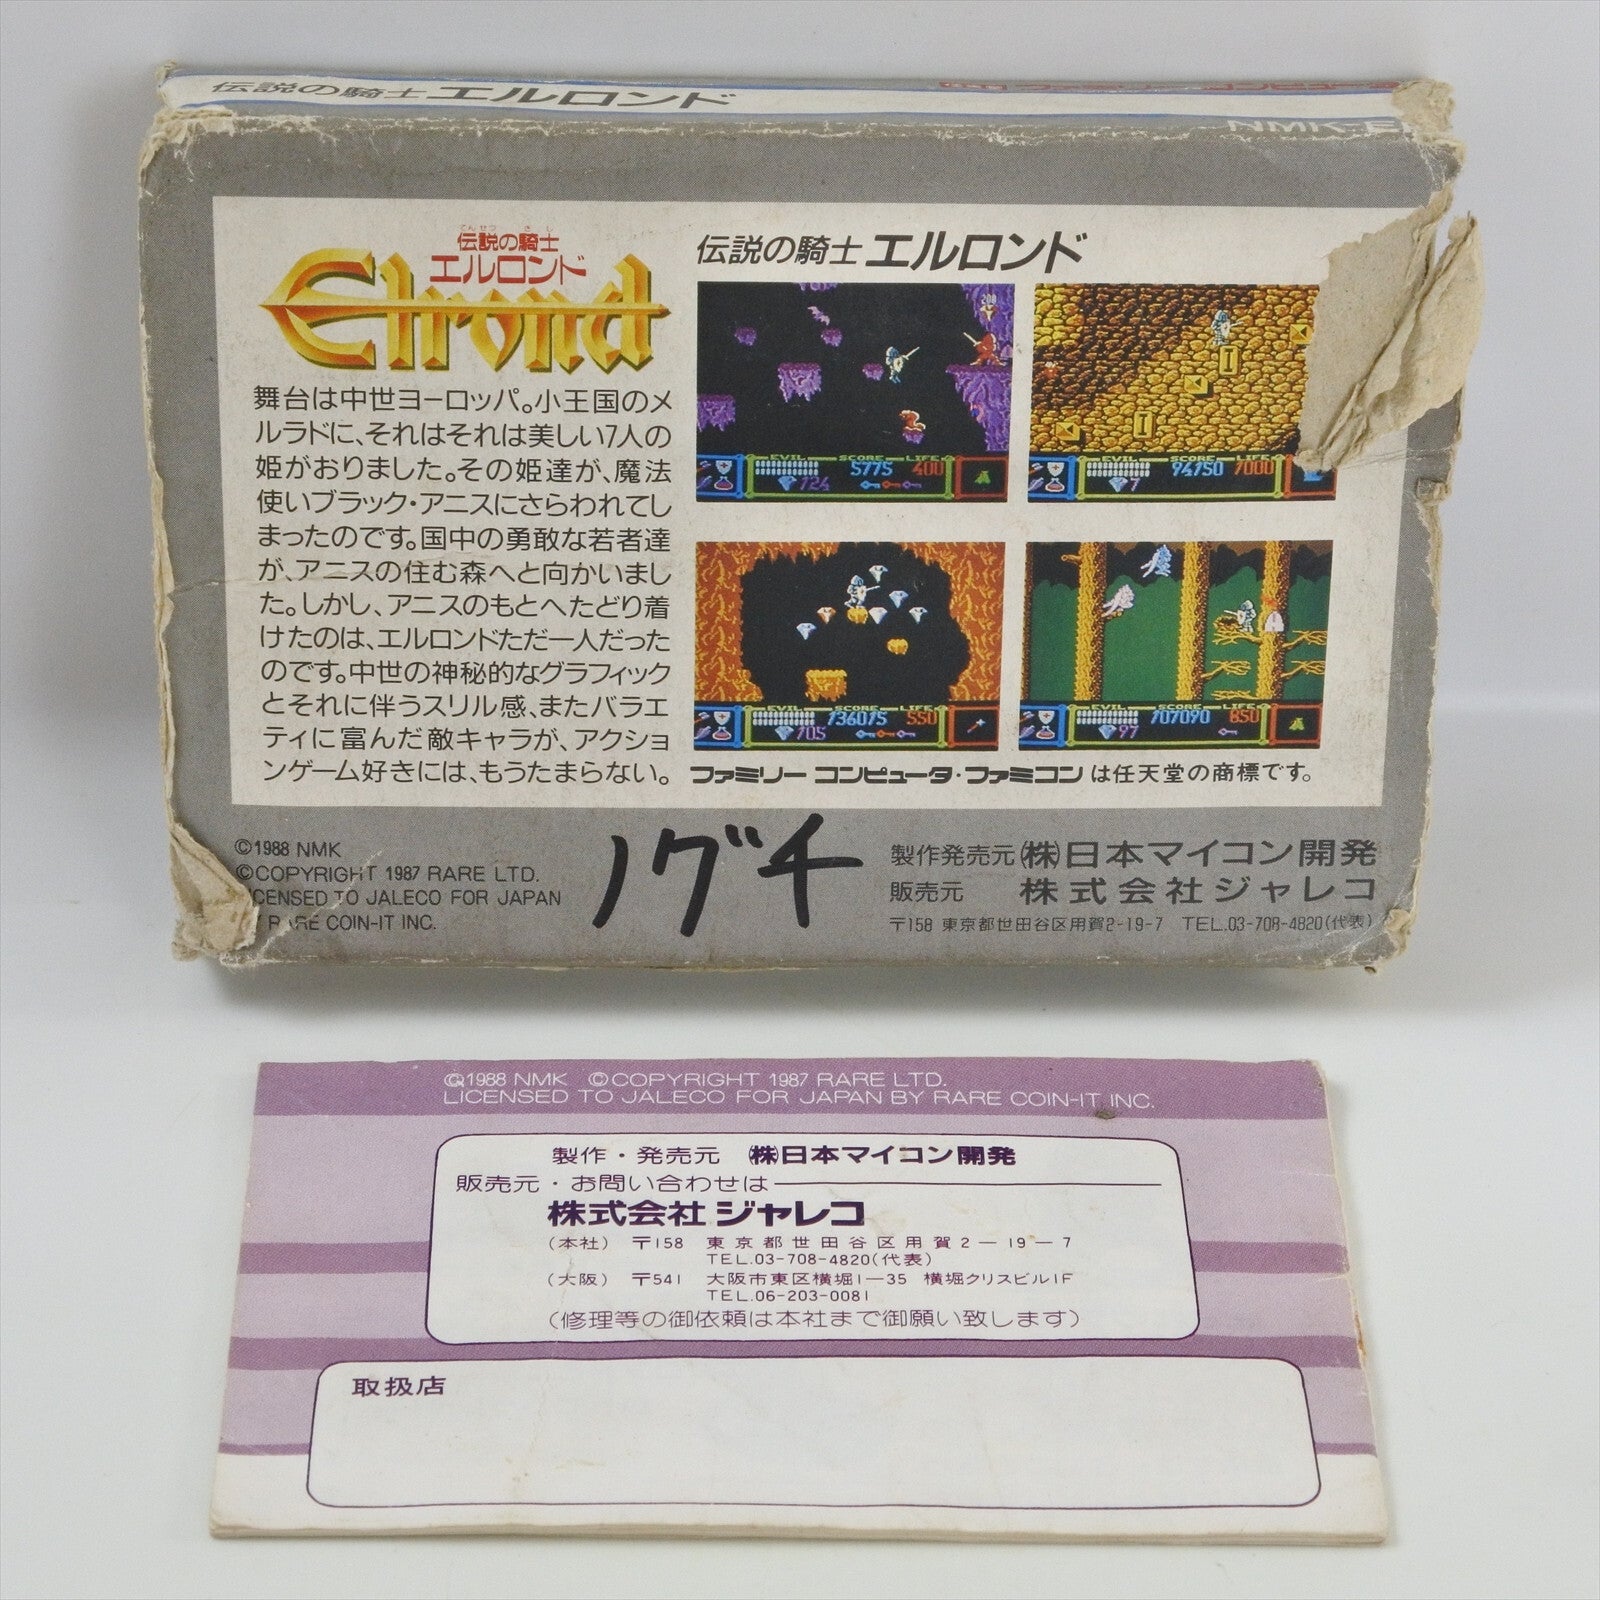 伝説の騎士 エルロンド
ファミリー コンピュータ
NMK-E
でんせつ きし
伝説の騎士
エルロンド
Elrond
舞台は中世ヨーロッパ。小王国のメ
ルラドに、それはそれは美しい7人の
姫がおりました。その姫達が、魔法
使いブラック・アニスにさらわれてし
まったのです。国中の勇敢な若者達
が、アニスの住む森へと向かいまし
た。しかし、アニスのもとへたどり着
けたのは、エルロンドただ一人だった
のです。中世の神秘的なグラフィック
とそれに伴うスリル感、またバラエ
ティに富んだ敵キャラが、アクショ
ンゲーム好きには、もうたまらない。
伝説の騎士 エルロンド
200
EVIL SCORE LIFE
5775 400
124
EVIL SCORE LIFE
94150 7000
7
EVIL SCORE LIFE
136015 550
105
EVIL SCORE LIFE
107090 850
97
ファミリー コンピュータ・ファミコン は任天堂の商標です。
©1988 NMK
©COPYRIGHT 1987 RARE LTD.
LICENSED TO JALECO FOR JAPAN
RARE COIN-IT INC.
ノグチ
製作発売元 ㈱日本マイコン開発
販売元 株式会社ジャレコ
〒158 東京都世田谷区用賀2-19-7 TEL.03-708-4820(代表)
©1988 NMK ©COPYRIGHT 1987 RARE LTD.
LICENSED TO JALECO FOR JAPAN BY RARE COIN-IT INC.
製作・発売元 ㈱日本マイコン開発
販売元・お問い合わせは
株式会社 ジャレコ
(本社) 〒158 東京都世田谷区用賀2―19―7
TEL.03-708-4820(代表)
(大阪) 〒541 大阪市東区横堀1―35 横堀クリスビル1F
TEL.06-203-0081
(修理等の御依頼は本社まで御願い致します)
取扱店